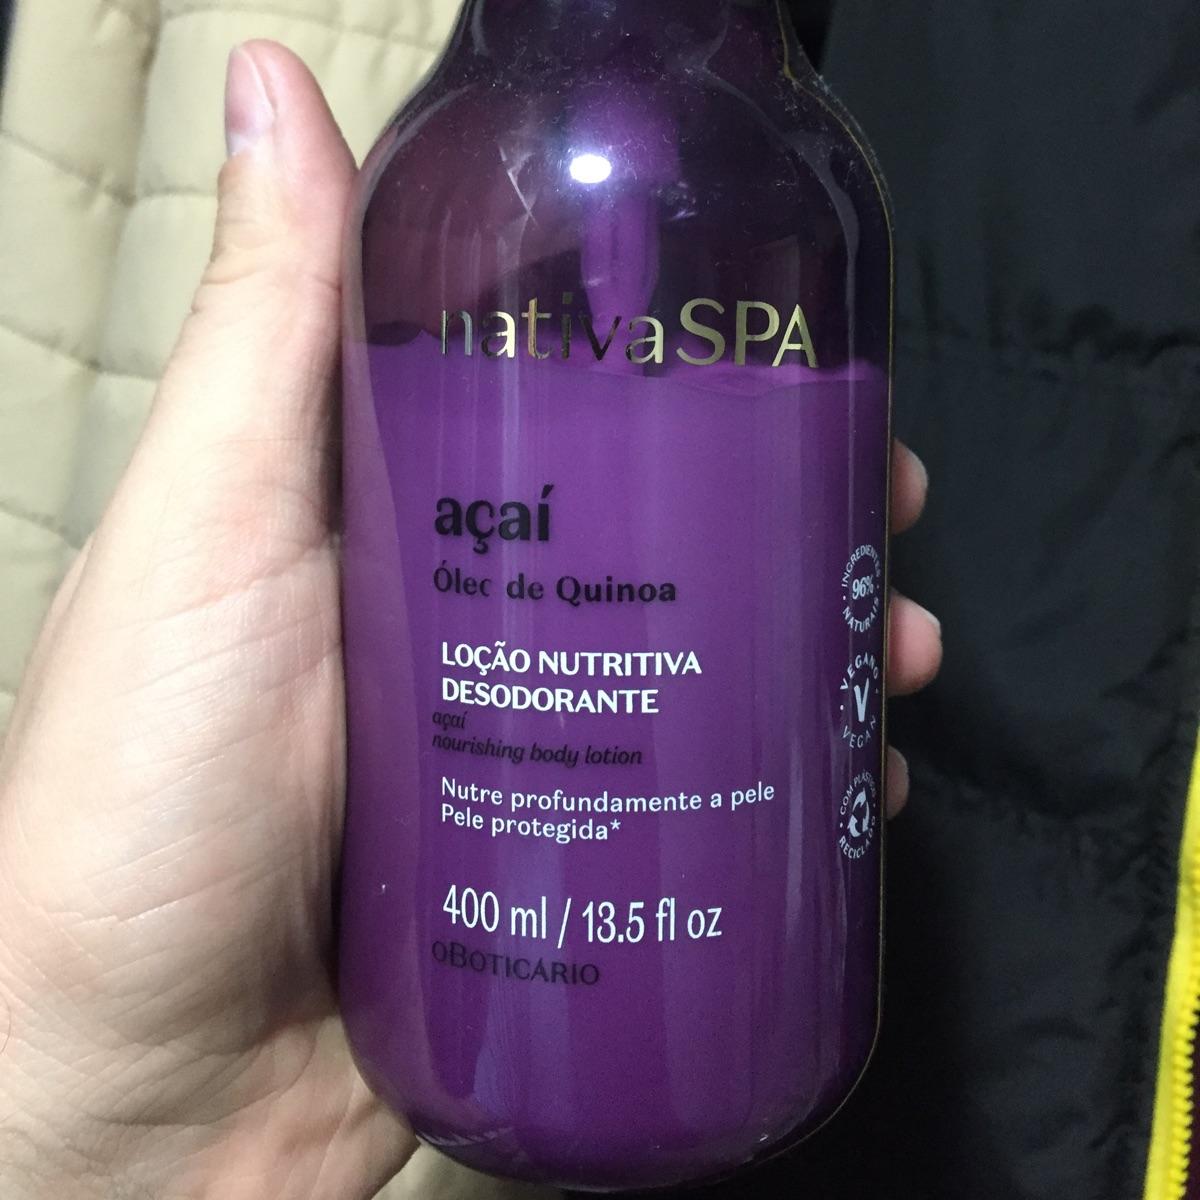 nativaSPA
açaí
Óleo de Quinoa
LOÇÃO NUTRITIVA
DESODORANTE
açaí
nourishing body lotion
Nutre profundamente a pele
Pele protegida*
400 ml / 13.5 fl oz
oBOTICÁRIO
INGREDIENTES
96%
NATURAIS
VEGANO
V
VEGAN
COM PLÁSTICO
RECICLADO